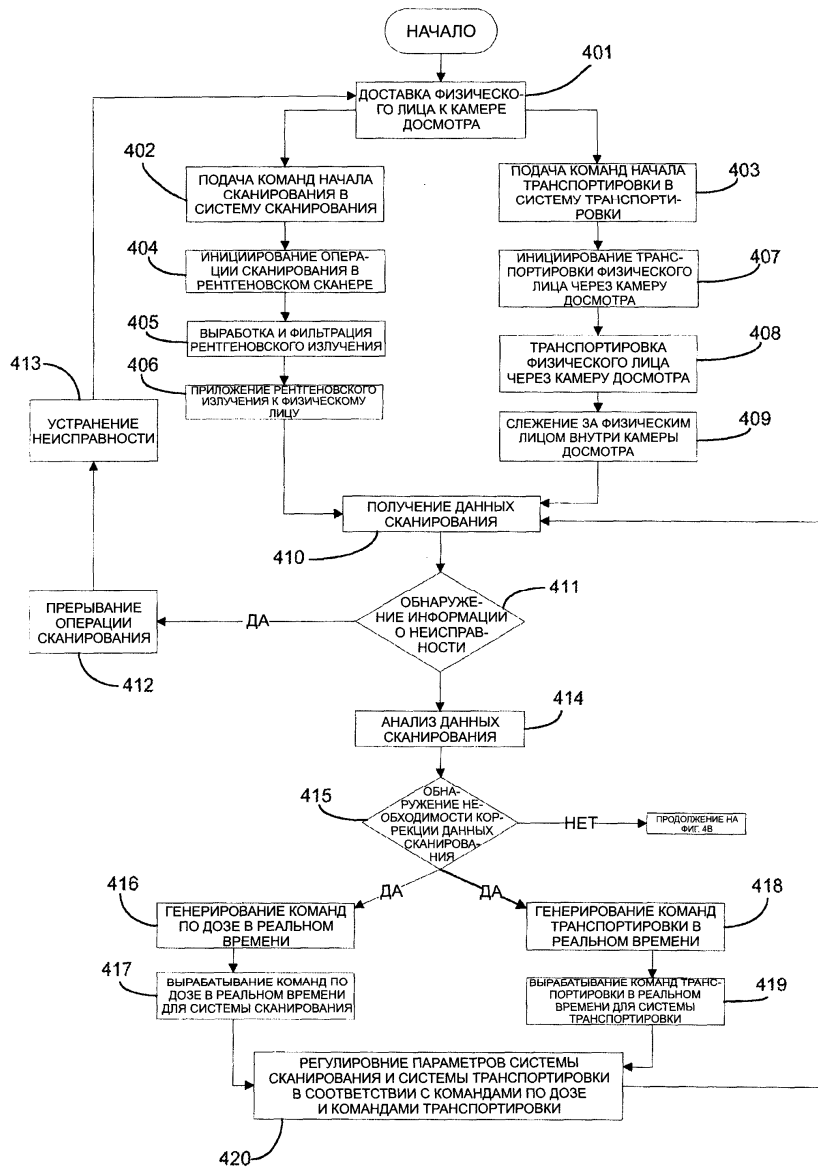 НАЧАЛО
401
ДОСТАВКА ФИЗИЧЕСКО-
ГО ЛИЦА К КАМЕРЕ
ДОСМОТРА
402
ПОДАЧА КОМАНД НАЧАЛА
СКАНИРОВАНИЯ В
СИСТЕМУ СКАНИРОВАНИЯ
ПОДАЧА КОМАНД НАЧАЛА
ТРАНСПОРТИРОВКИ В
СИСТЕМУ ТРАНСПОРТИ-
РОВКИ
403
404
ИНИЦИИРОВАНИЕ ОПЕРА-
ЦИИ СКАНИРОВАНИЯ В
РЕНТГЕНОВСКОМ СКАНЕРЕ
ИНИЦИИРОВАНИЕ ТРАНС-
ПОРТИРОВКИ ФИЗИЧЕСКОГО
ЛИЦА ЧЕРЕЗ КАМЕРУ
ДОСМОТРА
407
405
ВЫРАБОТКА И ФИЛЬТРАЦИЯ
РЕНТГЕНОВСКОГО ИЗЛУЧЕНИЯ
ТРАНСПОРТИРОВКА
ФИЗИЧЕСКОГО ЛИЦА
ЧЕРЕЗ КАМЕРУ ДОСМОТРА
408
406
ПРИЛОЖЕНИЕ РЕНТГЕНОВСКОГО
ИЗЛУЧЕНИЯ К ФИЗИЧЕСКОМУ
ЛИЦУ
СЛЕЖЕНИЕ ЗА ФИЗИЧЕСКИМ
ЛИЦОМ ВНУТРИ КАМЕРЫ
ДОСМОТРА
409
413
УСТРАНЕНИЕ
НЕИСПРАВНОСТИ
ПОЛУЧЕНИЕ ДАННЫХ
СКАНИРОВАНИЯ
410
411
ОБНАРУЖЕ-
НИЕ ИНФОРМАЦИИ
О НЕИСПРАВ-
НОСТИ
ДА
ПРЕРЫВАНИЕ
ОПЕРАЦИИ
СКАНИРОВАНИЯ
412
АНАЛИЗ ДАННЫХ
СКАНИРОВАНИЯ
414
415
ОБНА-
РУЖЕНИЕ НЕ-
ОБХОДИМОСТИ КОР-
РЕКЦИИ ДАННЫХ
СКАНИРОВА-
НИЯ
НЕТ
ПРОДОЛЖЕНИЕ НА
ФИГ. 4В
ДА
ДА
416
ГЕНЕРИРОВАНИЕ КОМАНД
ПО ДОЗЕ В РЕАЛЬНОМ
ВРЕМЕНИ
ГЕНЕРИРОВАНИЕ КОМАНД
ТРАНСПОРТИРОВКИ В
РЕАЛЬНОМ ВРЕМЕНИ
418
417
ВЫРАБАТЫВАНИЕ КОМАНД ПО
ДОЗЕ В РЕАЛЬНОМ ВРЕМЕНИ
ДЛЯ СИСТЕМЫ СКАНИРОВАНИЯ
ВЫРАБАТЫВАНИЕ КОМАНД ТРАНС-
ПОРТИРОВКИ В РЕАЛЬНОМ
ВРЕМЕНИ ДЛЯ СИСТЕМЫ
ТРАНСПОРТИРОВКИ
419
РЕГУЛИРОВНИЕ ПАРАМЕТРОВ СИСТЕМЫ
СКАНИРОВАНИЯ И СИСТЕМЫ ТРАНСПОРТИРОВКИ
В СООТВЕТСТВИИ С КОМАНДАМИ ПО ДОЗЕ
И КОМАНДАМИ ТРАНСПОРТИРОВКИ
420